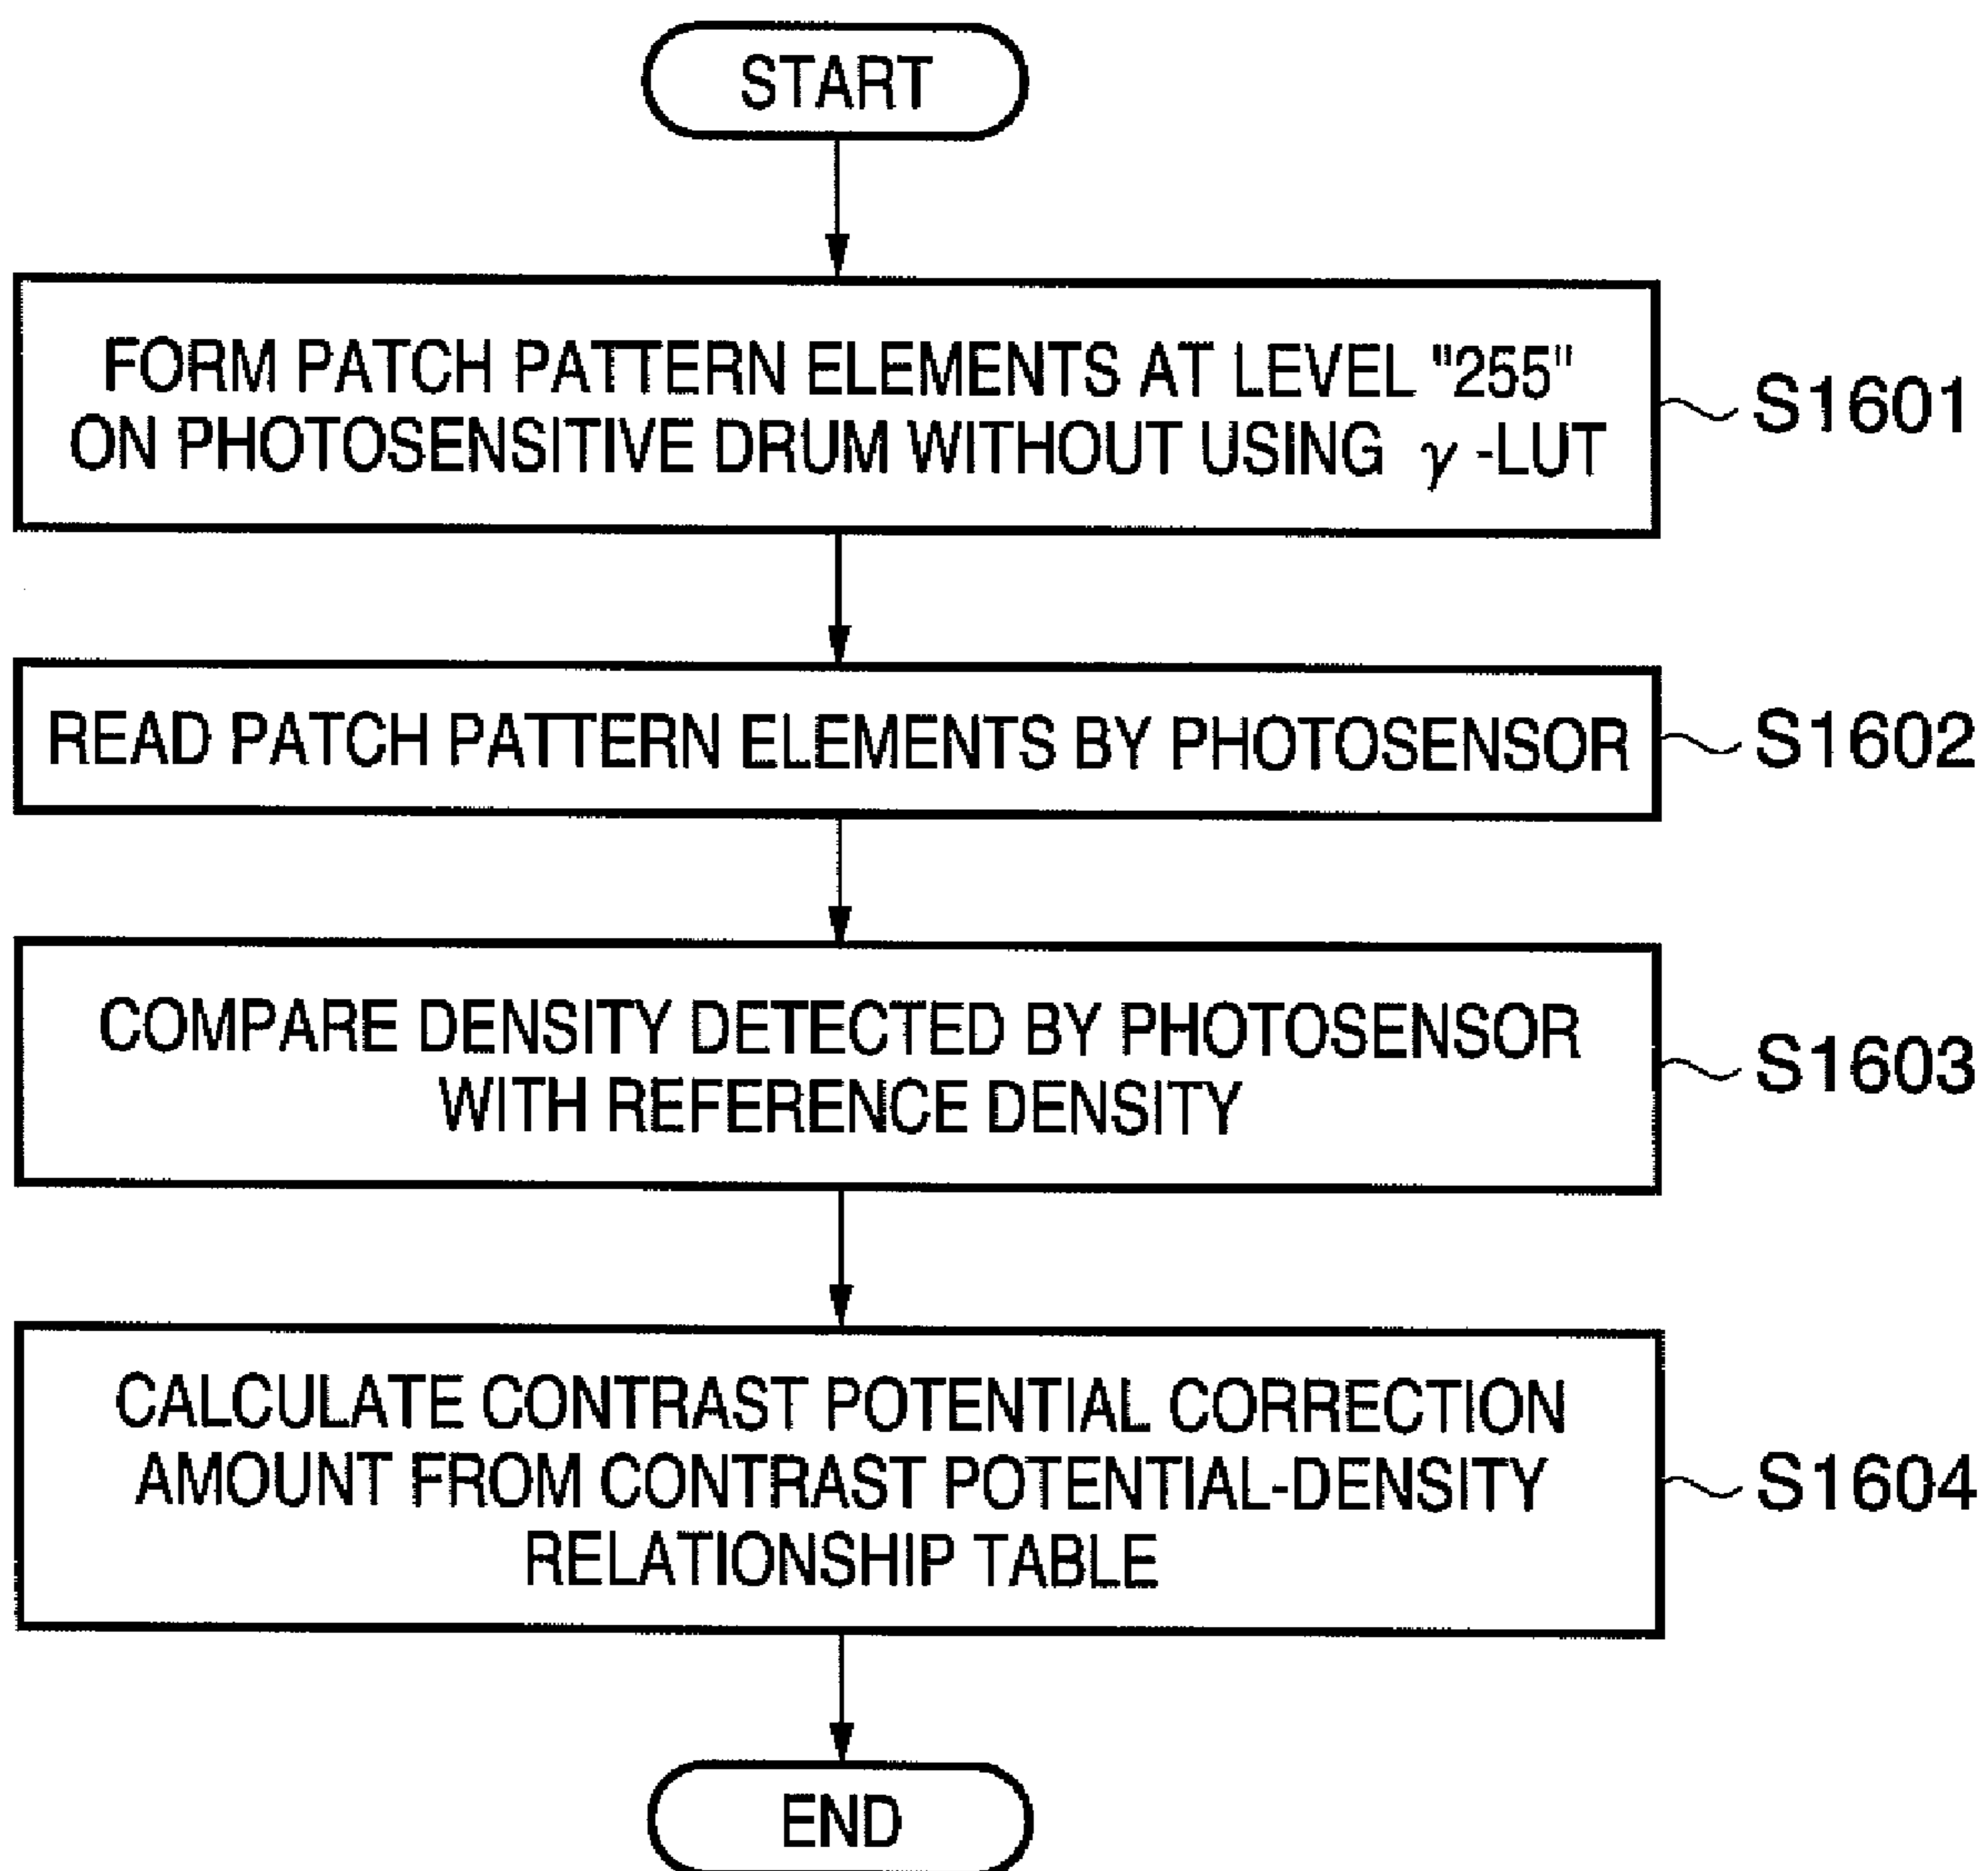 START
FORM PATCH PATTERN ELEMENTS AT LEVEL "255"
ON PHOTOSENSITIVE DRUM WITHOUT USING γ-LUT
S1601
READ PATCH PATTERN ELEMENTS BY PHOTOSENSOR
S1602
COMPARE DENSITY DETECTED BY PHOTOSENSOR
WITH REFERENCE DENSITY
S1603
CALCULATE CONTRAST POTENTIAL CORRECTION
AMOUNT FROM CONTRAST POTENTIAL-DENSITY
RELATIONSHIP TABLE
S1604
END